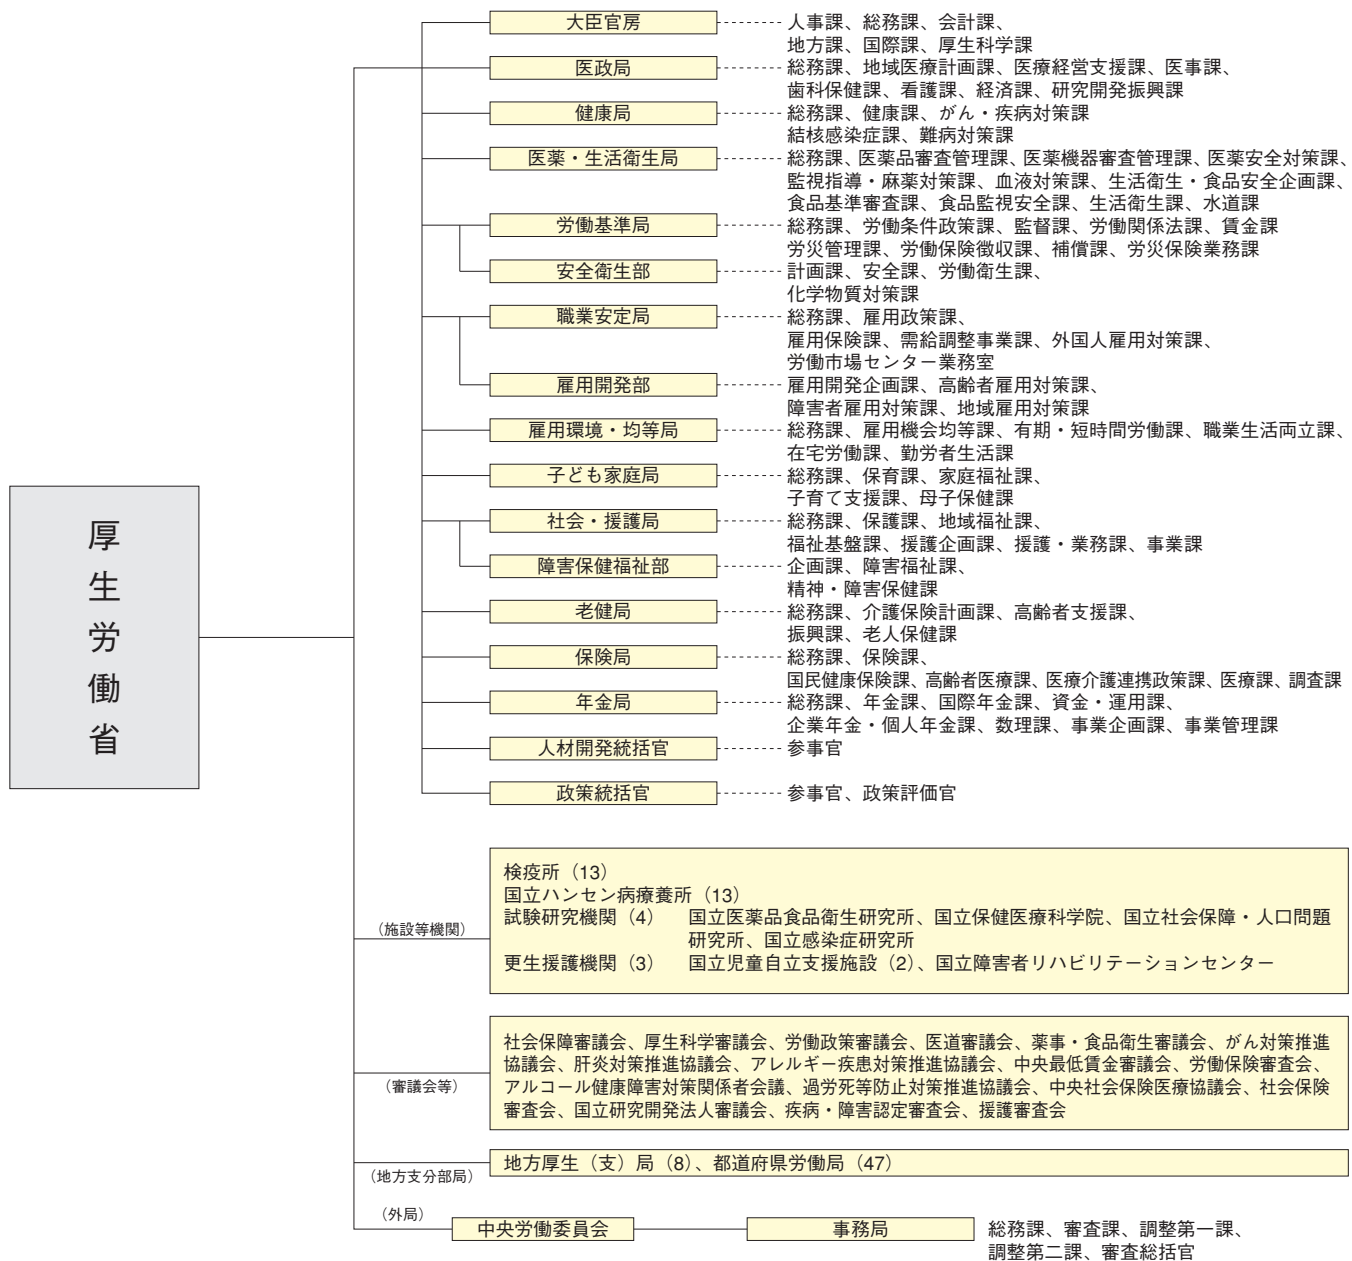 厚生労働省
大臣官房 人事課、総務課、会計課、
地方課、国際課、厚生科学課
医政局 総務課、地域医療計画課、医療経営支援課、医事課、
歯科保健課、看護課、経済課、研究開発振興課
健康局 総務課、健康課、がん・疾病対策課
結核感染症課、難病対策課
医薬・生活衛生局 総務課、医薬品審査管理課、医薬機器審査管理課、医薬安全対策課、
監視指導・麻薬対策課、血液対策課、生活衛生・食品安全企画課、
食品基準審査課、食品監視安全課、生活衛生課、水道課
労働基準局 総務課、労働条件政策課、監督課、労働関係法課、賃金課
労災管理課、労働保険徴収課、補償課、労災保険業務課
安全衛生部 計画課、安全課、労働衛生課、
化学物質対策課
職業安定局 総務課、雇用政策課、
雇用保険課、需給調整事業課、外国人雇用対策課、
労働市場センター業務室
雇用開発部 雇用開発企画課、高齢者雇用対策課、
障害者雇用対策課、地域雇用対策課
雇用環境・均等局 総務課、雇用機会均等課、有期・短時間労働課、職業生活両立課、
在宅労働課、勤労者生活課
子ども家庭局 総務課、保育課、家庭福祉課、
子育て支援課、母子保健課
社会・援護局 総務課、保護課、地域福祉課、
福祉基盤課、援護企画課、援護・業務課、事業課
障害保健福祉部 企画課、障害福祉課、
精神・障害保健課
老健局 総務課、介護保険計画課、高齢者支援課、
振興課、老人保健課
保険局 総務課、保険課、
国民健康保険課、高齢者医療課、医療介護連携政策課、医療課、調査課
年金局 総務課、年金課、国際年金課、資金・運用課、
企業年金・個人年金課、数理課、事業企画課、事業管理課
人材開発統括官 参事官
政策統括官 参事官、政策評価官
(施設等機関)
検疫所（13）
国立ハンセン病療養所（13）
試験研究機関（4） 国立医薬品食品衛生研究所、国立保健医療科学院、国立社会保障・人口問題
研究所、国立感染症研究所
更生援護機関（3） 国立児童自立支援施設（2）、国立障害者リハビリテーションセンター
(審議会等)
社会保障審議会、厚生科学審議会、労働政策審議会、医道審議会、薬事・食品衛生審議会、がん対策推進
協議会、肝炎対策推進協議会、アレルギー疾患対策推進協議会、中央最低賃金審議会、労働保険審査会、
アルコール健康障害対策関係者会議、過労死等防止対策推進協議会、中央社会保険医療協議会、社会保険
審査会、国立研究開発法人審議会、疾病・障害認定審査会、援護審査会
(地方支分部局)
地方厚生（支）局（8）、都道府県労働局（47）
(外局)
中央労働委員会 事務局 総務課、審査課、調整第一課、
調整第二課、審査総括官